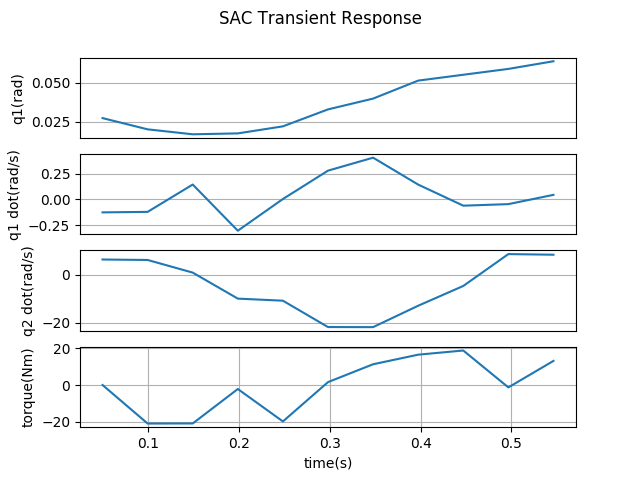 SAC Transient Response
q1(rad)
0.050
0.025
q1 dot(rad/s)
0.25
0.00
−0.25
q2 dot(rad/s)
0
−20
torque(Nm)
20
0
−20
0.1 0.2 0.3 0.4 0.5
time(s)